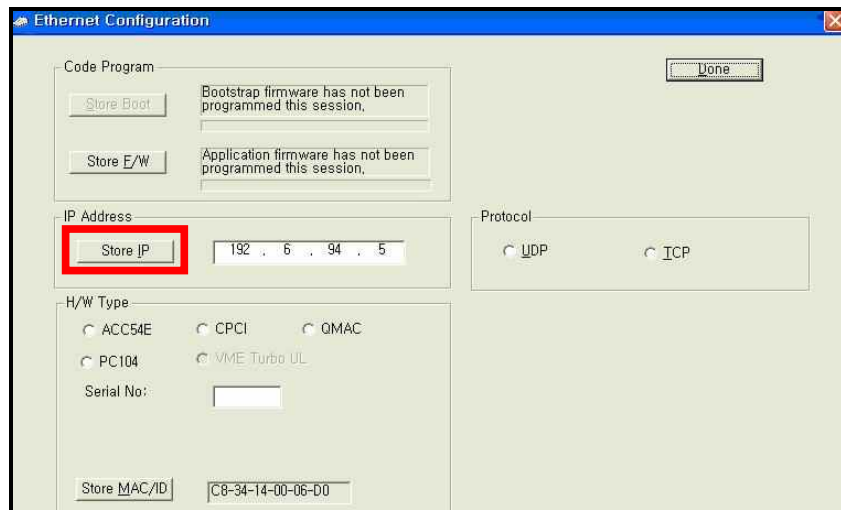 Ethernet Configuration
Code Program
Done
Store Boot
Bootstrap firmware has not been
programmed this session,
Store F/W
Application firmware has not been
programmed this session,
IP Address
Protocol
Store IP
192 . 6 . 94 . 5
UDP
TCP
H/W Type
ACC54E
CPCI
QMAC
PC104
VME Turbo UL
Serial No:
Store MAC/ID
C8-34-14-00-06-D0